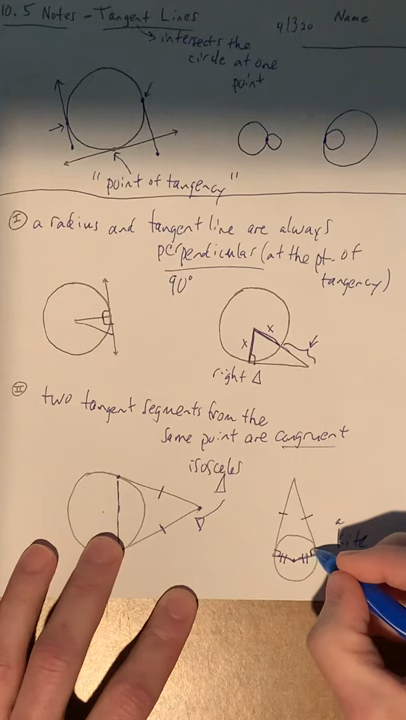 10.5 Notes - Tangent Lines
4/320
Name
intersects the
circle at one
point
"point of tangency"
I a radius and tangent line are always
perpendicular (at the pt. of
tangency)
90°
x
x
right Δ
II two tangent segments from the
same point are congruent
isosceles
Δ
a
kite